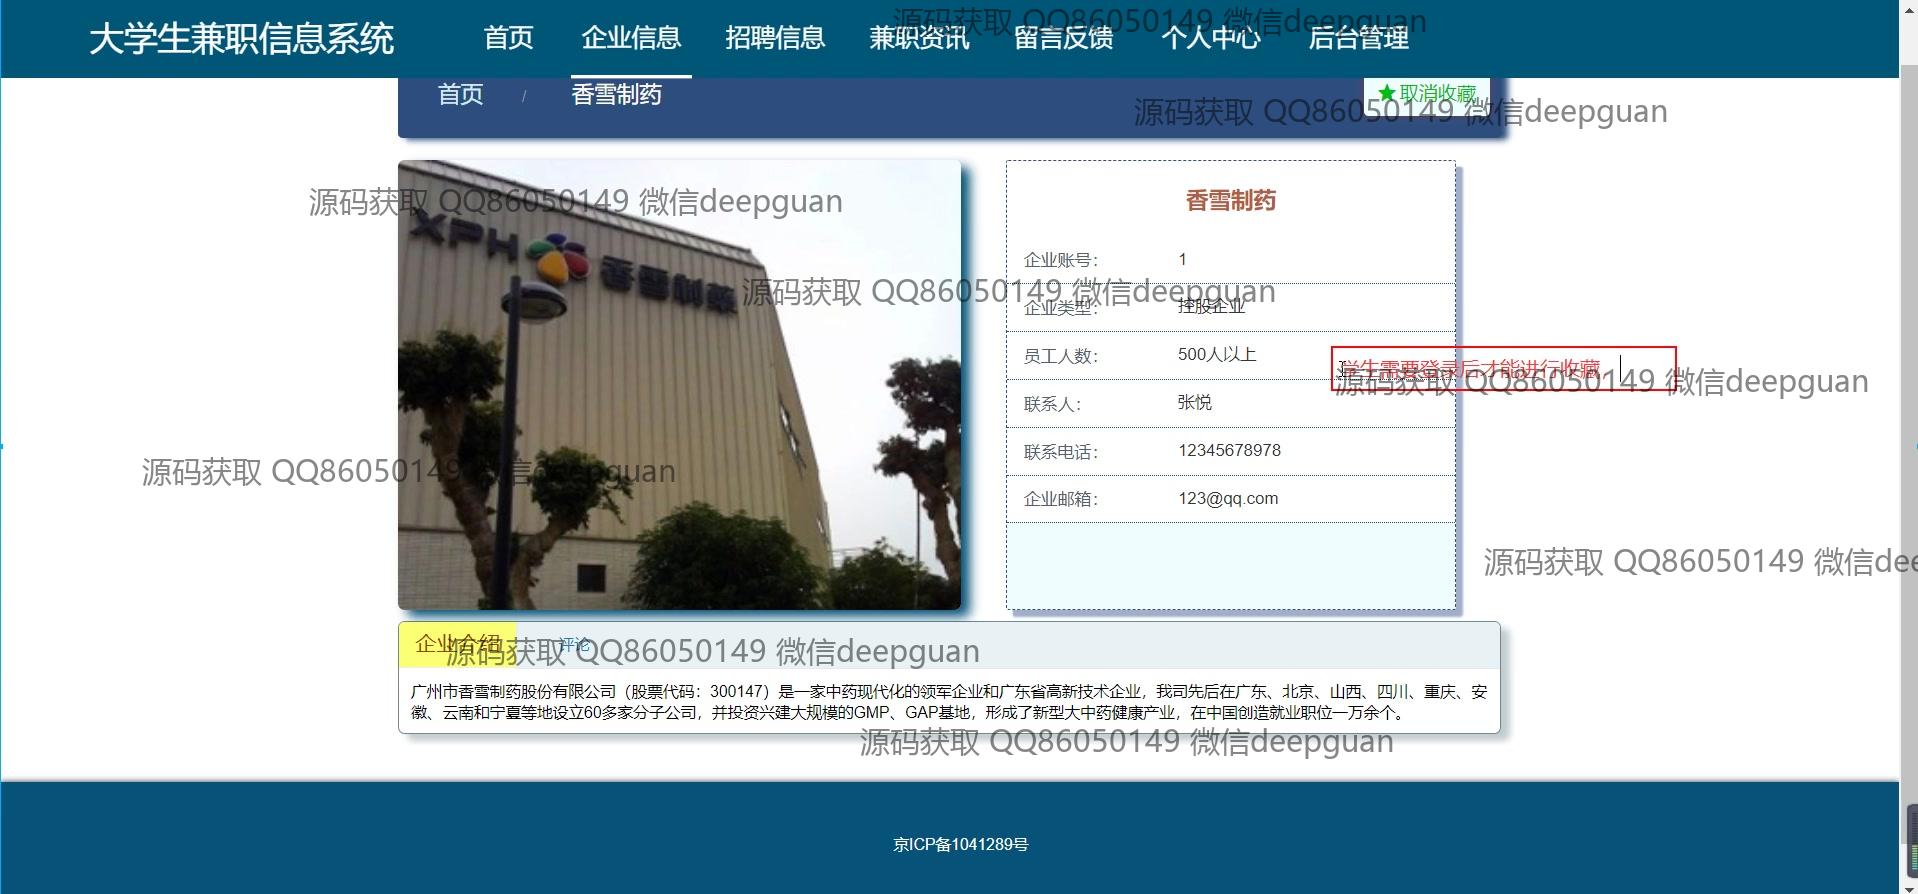 大学生兼职信息系统
首页 企业信息 招聘信息 兼职资讯 留言反馈 个人中心 后台管理
源码获取 QQ86050149 微信deepguan
首页 / 香雪制药
取消收藏
源码获取 QQ86050149 微信deepguan
源码获取 QQ86050149 微信deepguan
XPH 香雪制药
源码获取 QQ86050149 微信deepguan
香雪制药
企业账号： 1
企业类型： 控股企业
员工人数： 500人以上
联系人： 张悦
联系电话： 12345678978
企业邮箱： 123@qq.com
学生需要登录后才能进行收藏，
源码获取 QQ86050149 微信deepguan
源码获取 QQ86050149 微信deepguan
源码获取 QQ86050149 微信dee
企业介绍 评论
源码获取 QQ86050149 微信deepguan
广州市香雪制药股份有限公司（股票代码：300147）是一家中药现代化的领军企业和广东省高新技术企业，我司先后在广东、北京、山西、四川、重庆、安
徽、云南和宁夏等地设立60多家分子公司，并投资兴建大规模的GMP、GAP基地，形成了新型大中药健康产业，在中国创造就业职位一万余个。
源码获取 QQ86050149 微信deepguan
京ICP备1041289号